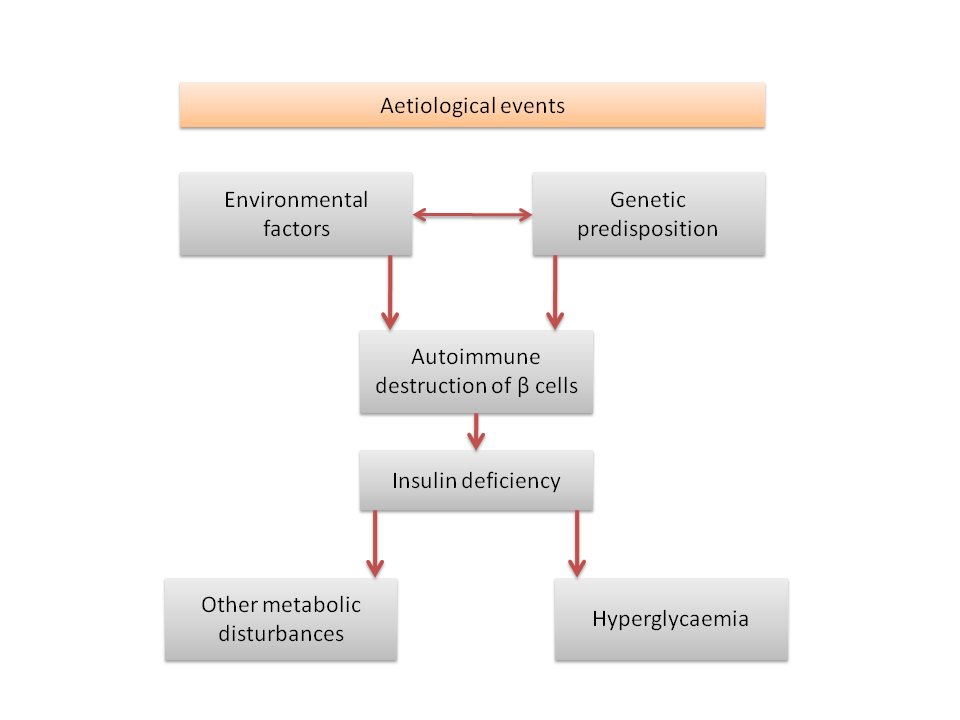 Aetiological events
Environmental
factors
Genetic
predisposition
Autoimmune
destruction of β cells
Insulin deficiency
Other metabolic
disturbances
Hyperglycaemia